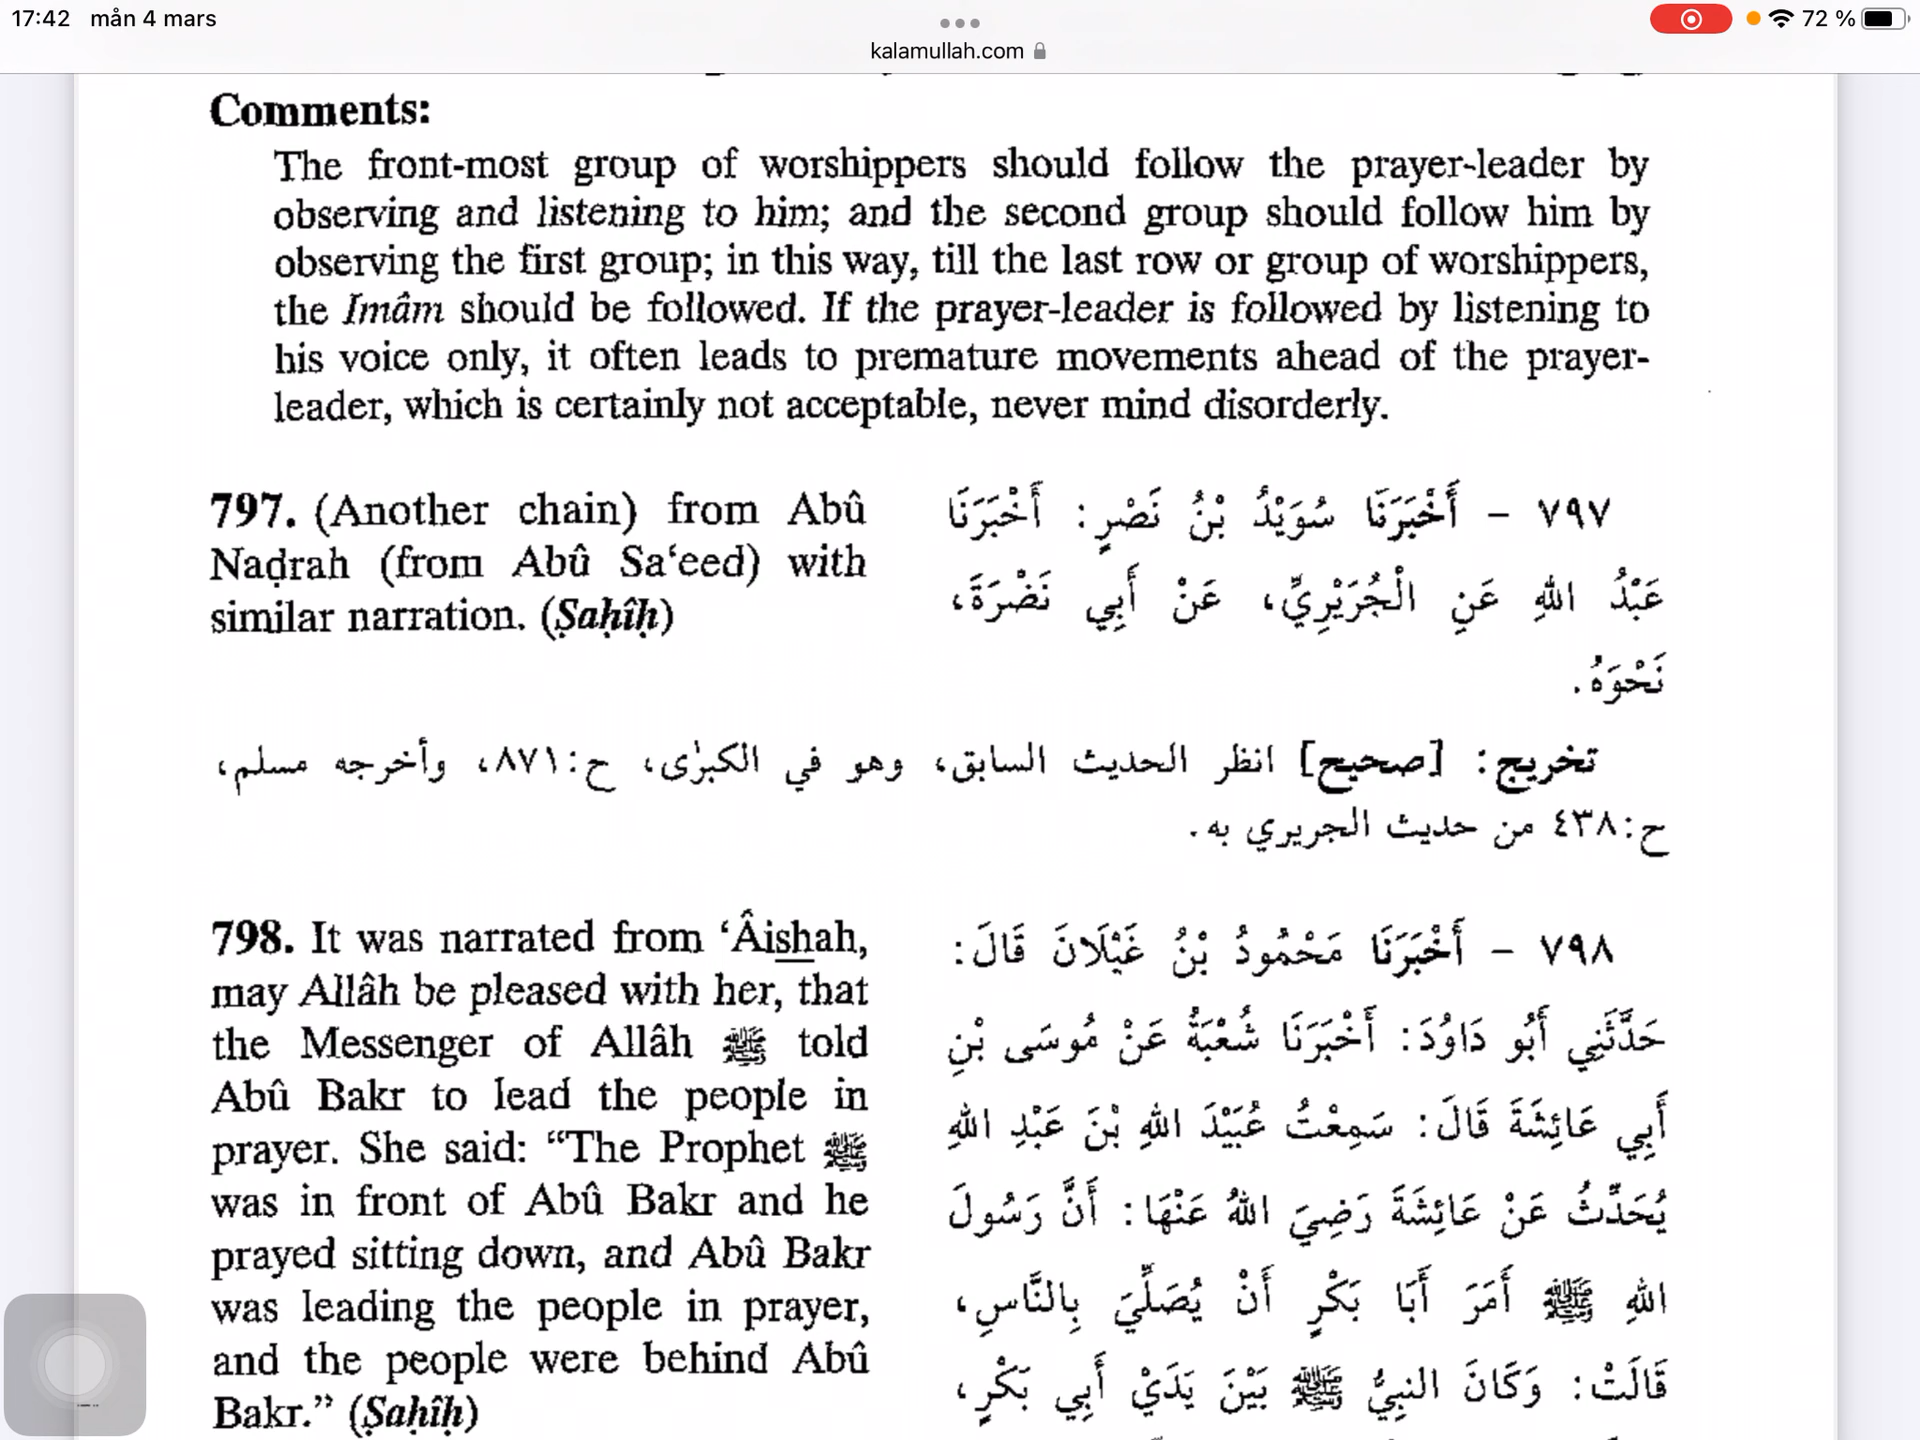 17:42 mån 4 mars
72 %
kalamullah.com
Comments:
The front-most group of worshippers should follow the prayer-leader by
observing and listening to him; and the second group should follow him by
observing the first group; in this way, till the last row or group of worshippers,
the Imâm should be followed. If the prayer-leader is followed by listening to
his voice only, it often leads to premature movements ahead of the prayer-
leader, which is certainly not acceptable, never mind disorderly.
797. (Another chain) from Abû
Naḍrah (from Abû Sa‘eed) with
similar narration. (Ṣaḥîḥ)
٧٩٧ – أَخْبَرَنَا سُوَيْدُ بْنُ نَصْرٍ: أَخْبَرَنَا
عَبْدُ اللهِ عَنِ الْجُرَيْرِيِّ، عَنْ أَبِي نَضْرَةَ،
نَحْوَهُ.
تخريج: [صحيح] انظر الحديث السابق، وهو في الكبرٰى، ح:٨٧١، وأخرجه مسلم،
ح:٤٣٨ من حديث الجريري به.
798. It was narrated from ‘Âishah,
may Allâh be pleased with her, that
the Messenger of Allâh ﷺ told
Abû Bakr to lead the people in
prayer. She said: “The Prophet ﷺ
was in front of Abû Bakr and he
prayed sitting down, and Abû Bakr
was leading the people in prayer,
and the people were behind Abû
Bakr.” (Ṣaḥîḥ)
٧٩٨ – أَخْبَرَنَا مَحْمُودُ بْنُ غَيْلَانَ قَالَ:
حَدَّثَنِي أَبُو دَاوُدَ: أَخْبَرَنَا شُعْبَةُ عَنْ مُوسَى بْنِ
أَبِي عَائِشَةَ قَالَ: سَمِعْتُ عُبَيْدَ اللهِ بْنَ عَبْدِ اللهِ
يُحَدِّثُ عَنْ عَائِشَةَ رَضِيَ اللهُ عَنْهَا: أَنَّ رَسُولَ
اللهِ ﷺ أَمَرَ أَبَا بَكْرٍ أَنْ يُصَلِّيَ بِالنَّاسِ،
قَالَتْ: وَكَانَ النبِيُّ ﷺ بَيْنَ يَدَيْ أَبِي بَكْرٍ،